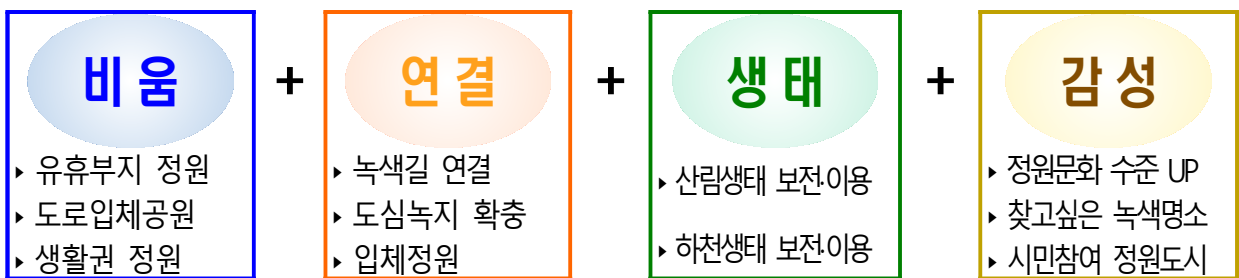 비움 + 연결 + 생태 + 감성
▸ 유휴부지 정원
▸ 도로입체공원
▸ 생활권 정원
▸ 녹색길 연결
▸ 도심녹지 확충
▸ 입체정원
▸ 산림생태 보전·이용
▸ 하천생태 보전·이용
▸ 정원문화 수준 UP
▸ 찾고싶은 녹색명소
▸ 시민참여 정원도시